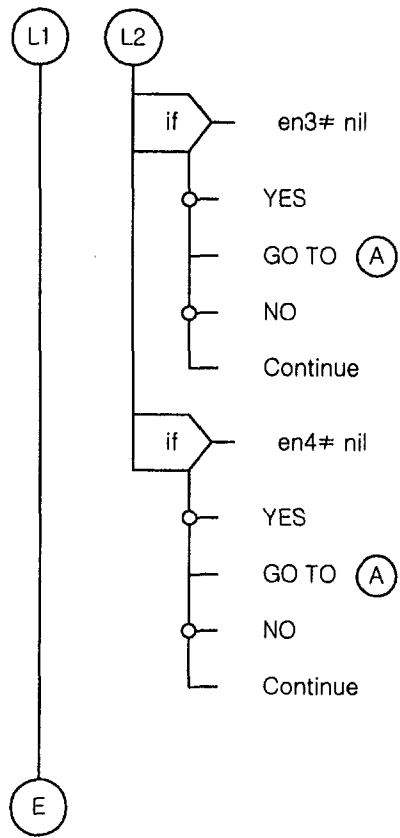 L1 L2
if en3≠ nil
YES
GO TO A
NO
Continue
if en4≠ nil
YES
GO TO A
NO
Continue
E